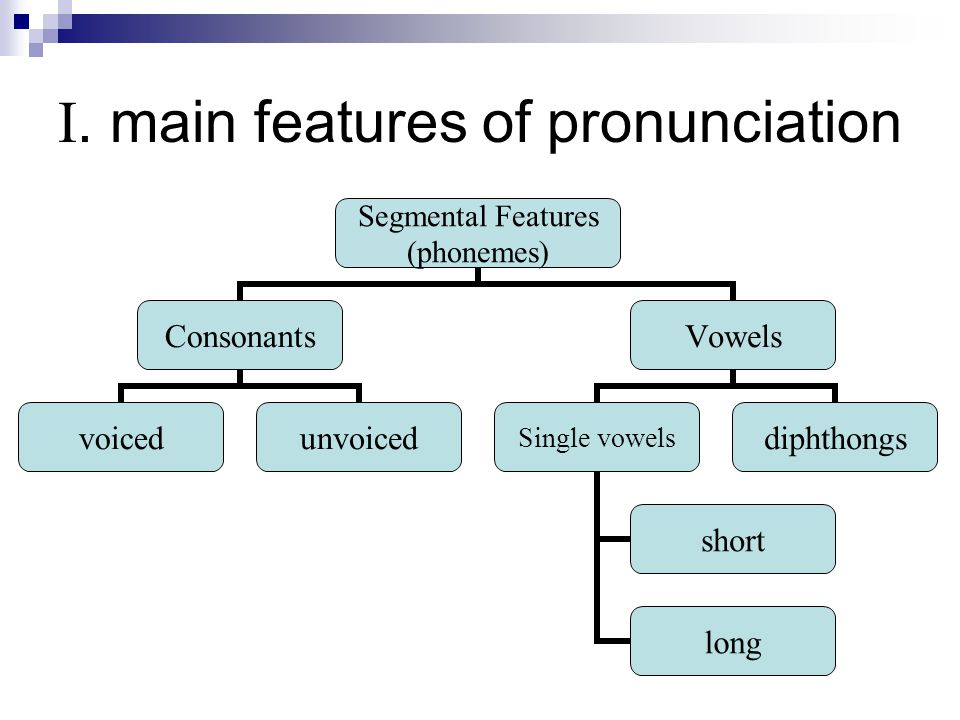 I. main features of pronunciation
Segmental Features
(phonemes)
Consonants
Vowels
voiced
unvoiced
Single vowels
diphthongs
short
long